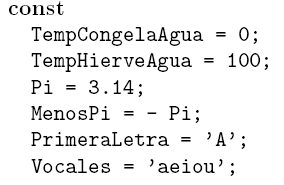 const
TempCongelaAgua = 0;
TempHierveAgua = 100;
Pi = 3.14;
MenosPi = - Pi;
PrimeraLetra = ’A’;
Vocales = ’aeiou’;